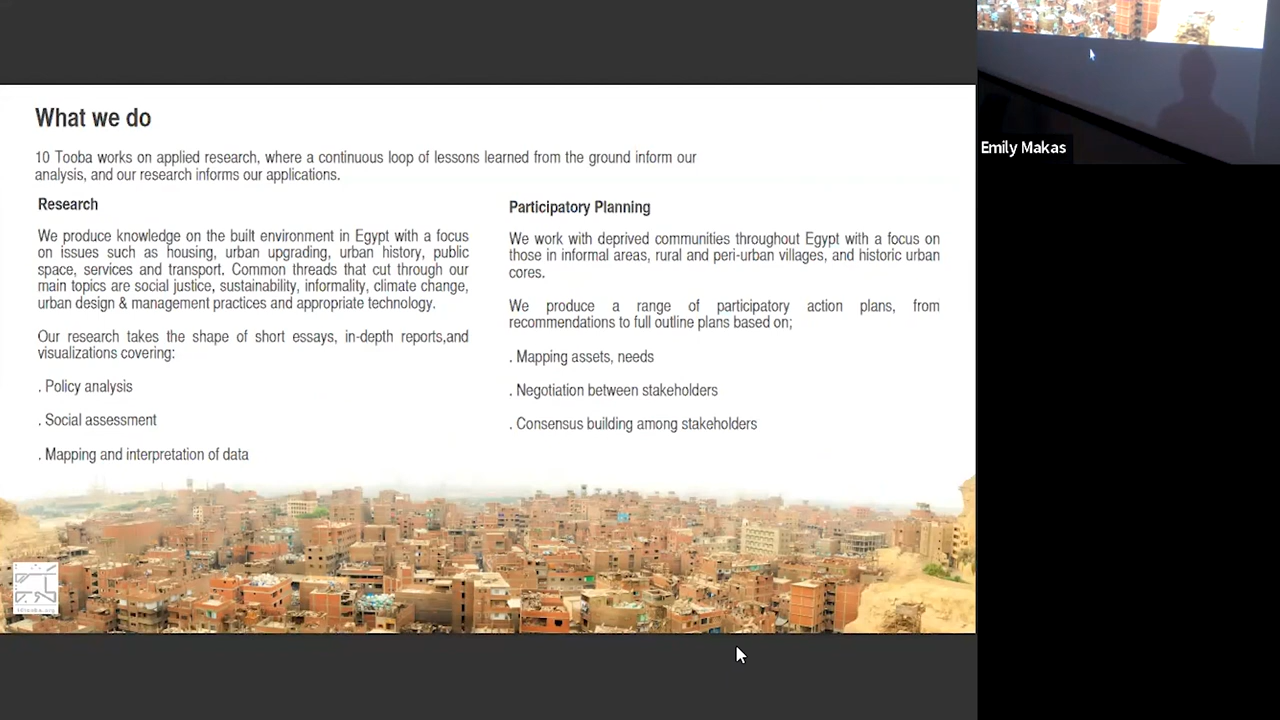 What we do
10 Tooba works on applied research, where a continuous loop of lessons learned from the ground inform our
analysis, and our research informs our applications.
Research
We produce knowledge on the built environment in Egypt with a focus
on issues such as housing, urban upgrading, urban history, public
space, services and transport. Common threads that cut through our
main topics are social justice, sustainability, informality, climate change,
urban design & management practices and appropriate technology.
Our research takes the shape of short essays, in-depth reports,and
visualizations covering:
. Policy analysis
. Social assessment
. Mapping and interpretation of data
Participatory Planning
We work with deprived communities throughout Egypt with a focus on
those in informal areas, rural and peri-urban villages, and historic urban
cores.
We produce a range of participatory action plans, from
recommendations to full outline plans based on;
. Mapping assets, needs
. Negotiation between stakeholders
. Consensus building among stakeholders
Emily Makas